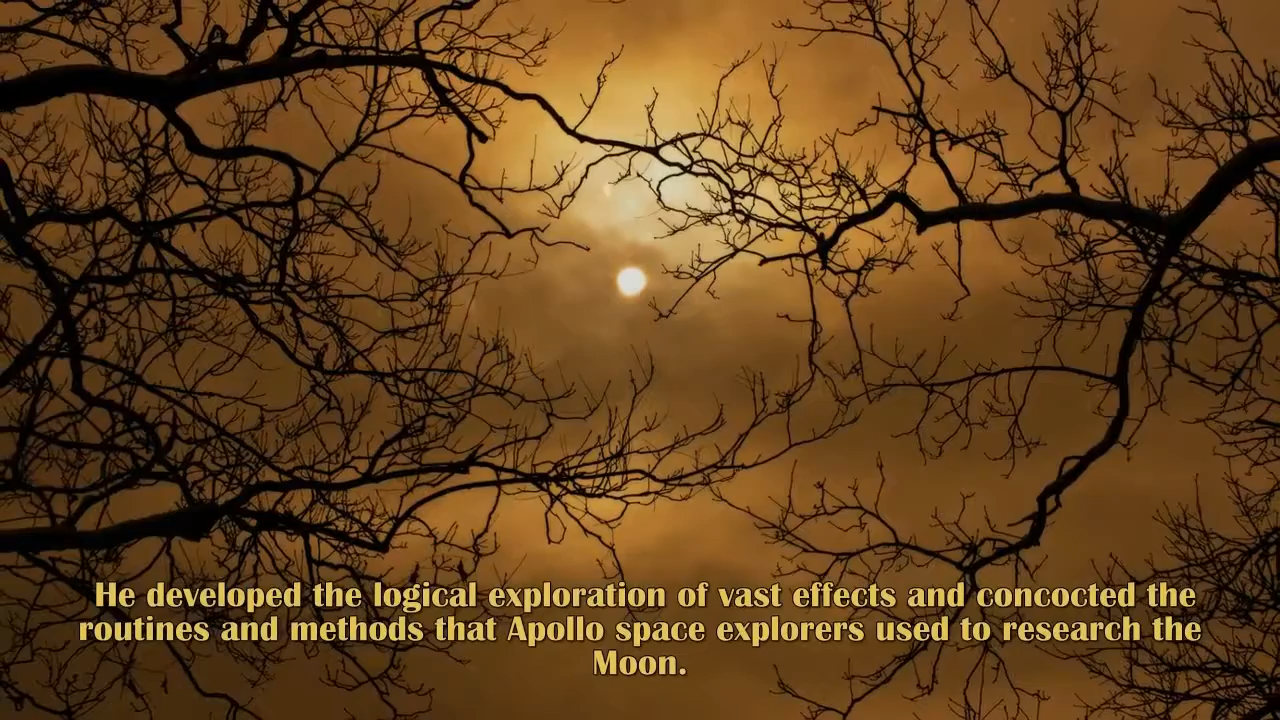 He developed the logical exploration of vast effects and concocted the
routines and methods that Apollo space explorers used to research the
Moon.